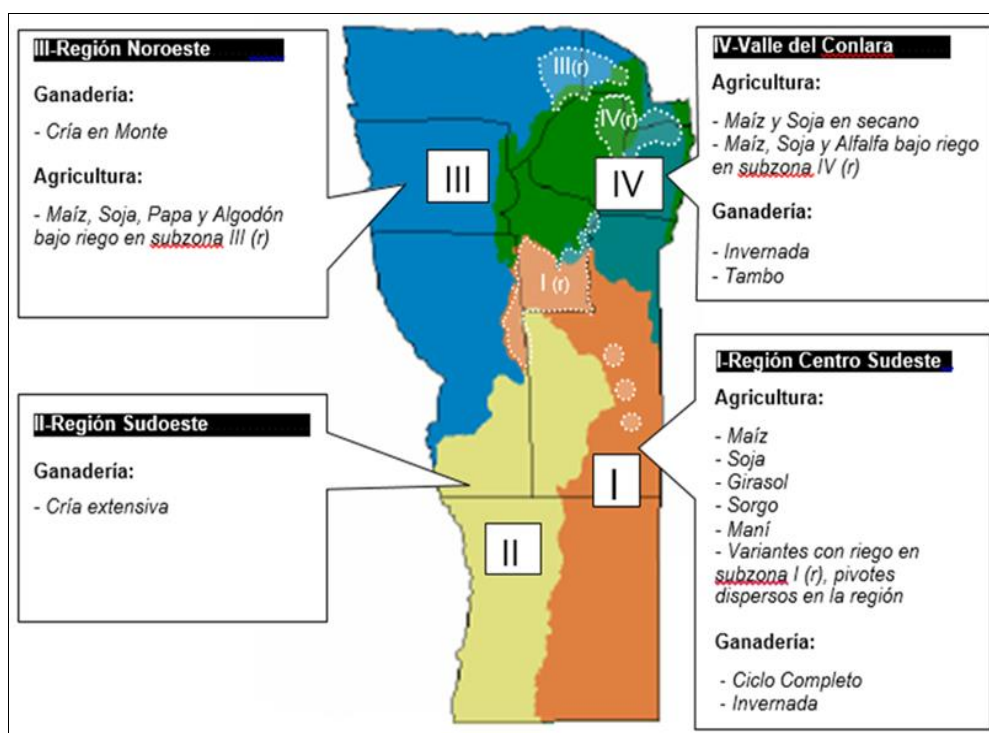 III-Región Noroeste
Ganadería:
- Cría en Monte
Agricultura:
- Maíz, Soja, Papa y Algodón
bajo riego en subzona III (r)
II-Región Sudoeste
Ganadería:
- Cría extensiva
III(r)
IV(r)
III
IV
I (r)
I
II
IV-Valle del Conlara
Agricultura:
- Maíz y Soja en secano
- Maíz, Soja y Alfalfa bajo riego
en subzona IV (r)
Ganadería:
- Invernada
- Tambo
I-Región Centro Sudeste
Agricultura:
- Maíz
- Soja
- Girasol
- Sorgo
- Maní
- Variantes con riego en
subzona I (r), pivotes
dispersos en la región
Ganadería:
- Ciclo Completo
- Invernada